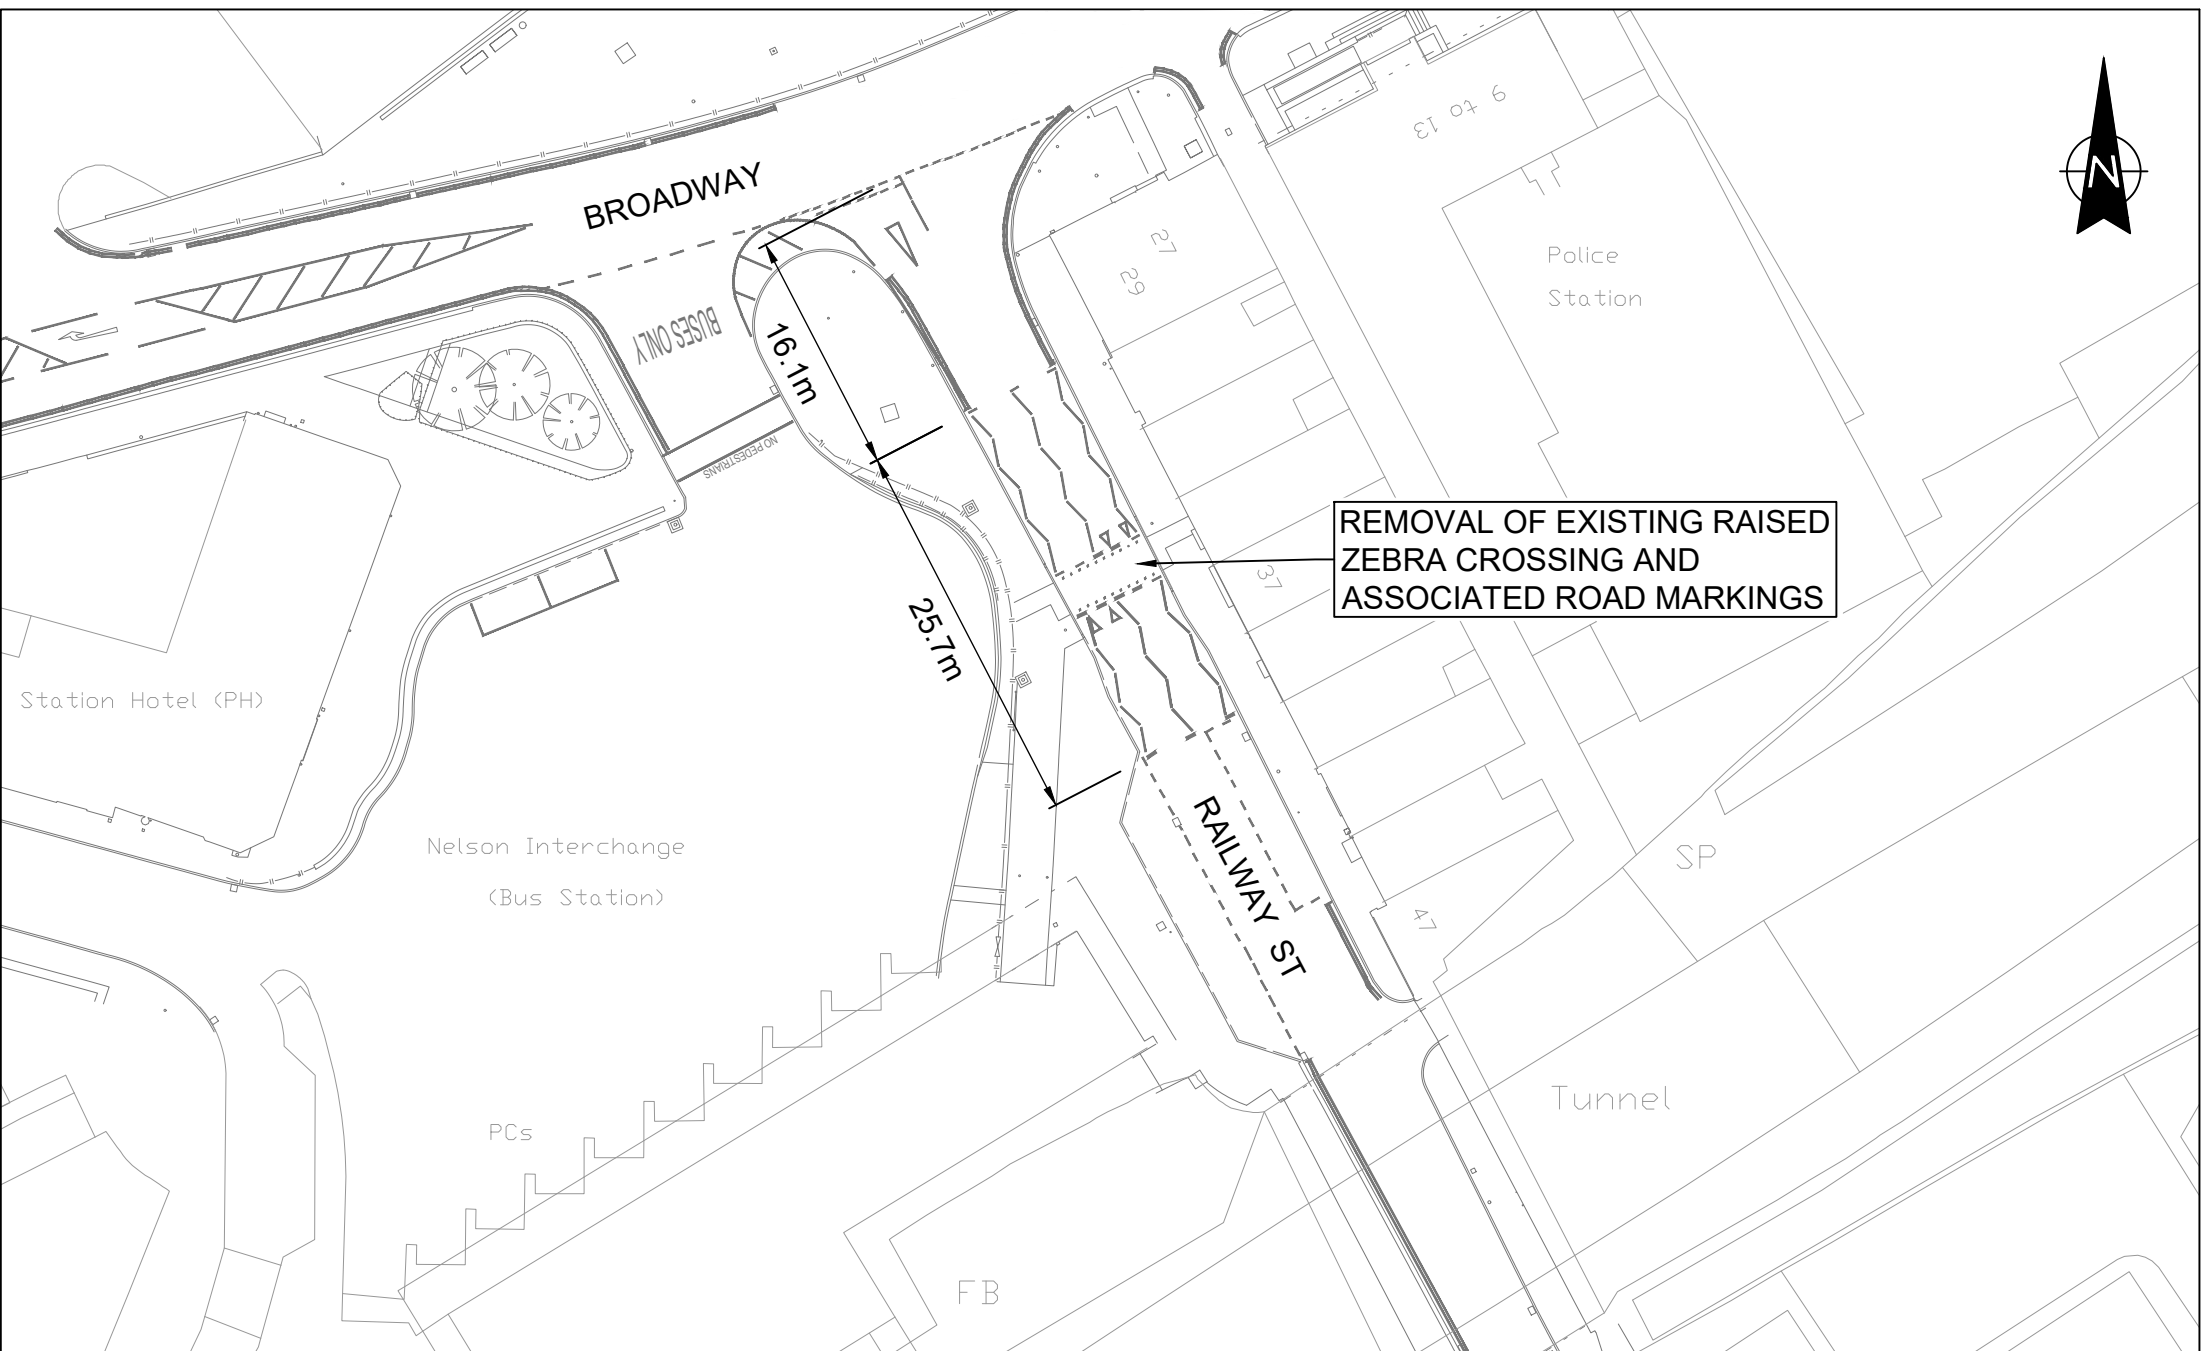 9 to 13
N
BROADWAY
27
29
Police
Station
BUSES ONLY
16.1m
NO PEDESTRIANS
REMOVAL OF EXISTING RAISED
ZEBRA CROSSING AND
ASSOCIATED ROAD MARKINGS
37
25.7m
Station Hotel (PH)
Nelson Interchange
(Bus Station)
RAILWAY ST
SP
47
Tunnel
PCs
FB